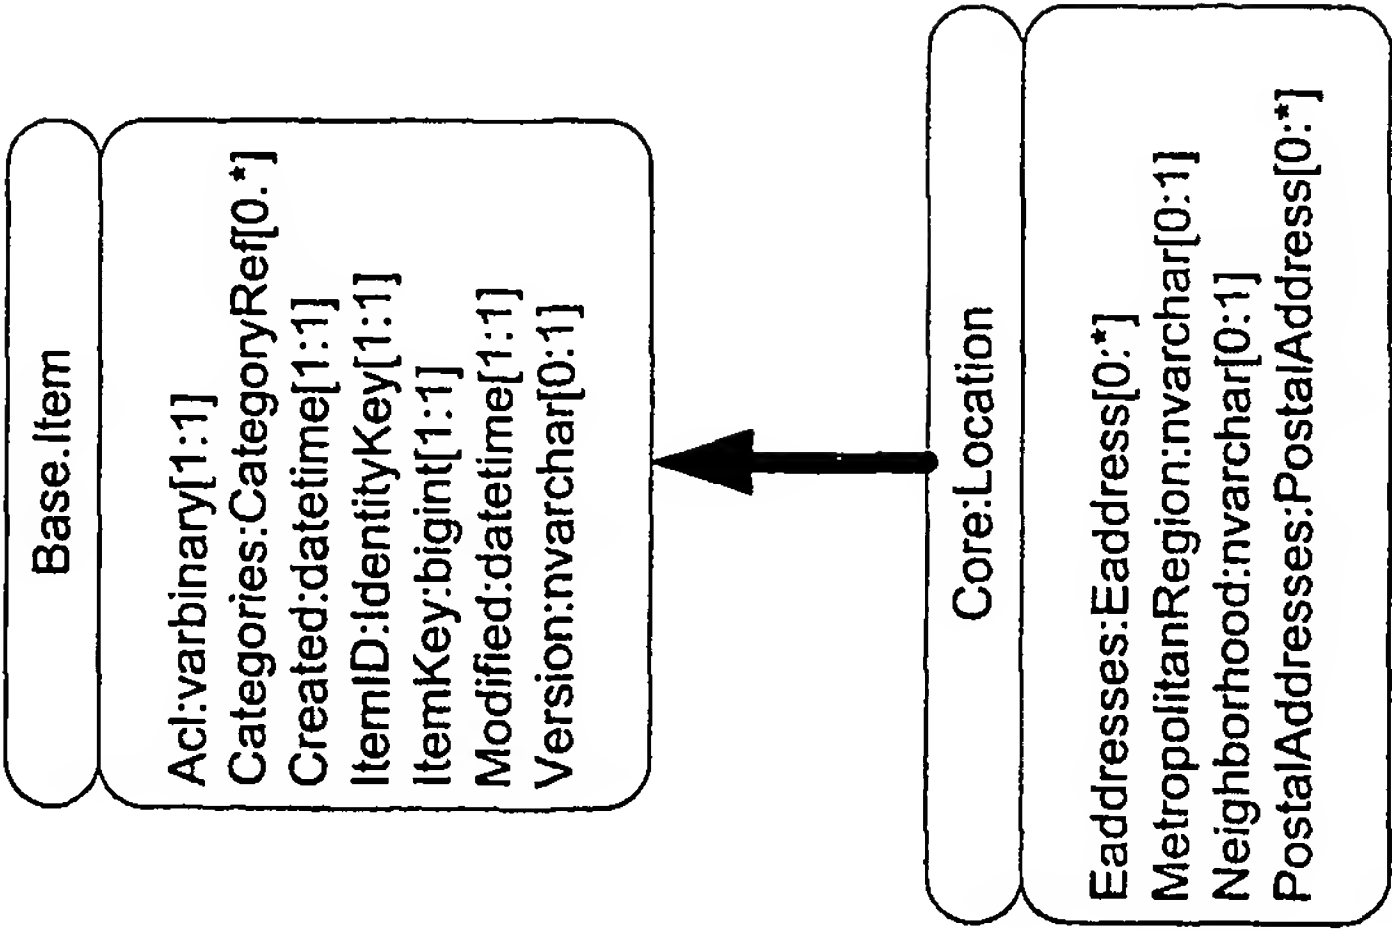 Base.Item
Acl:varbinary[1:1]
Categories:CategoryRef[0.*]
Created:datetime[1:1]
ItemID:IdentityKey[1:1]
ItemKey:bigint[1:1]
Modified:datetime[1:1]
Version:nvarchar[0:1]
Core:Location
Eaddresses:Eaddress[0:*]
MetropolitanRegion:nvarchar[0:1]
Neighborhood:nvarchar[0:1]
PostalAddresses:PostalAddress[0:*]